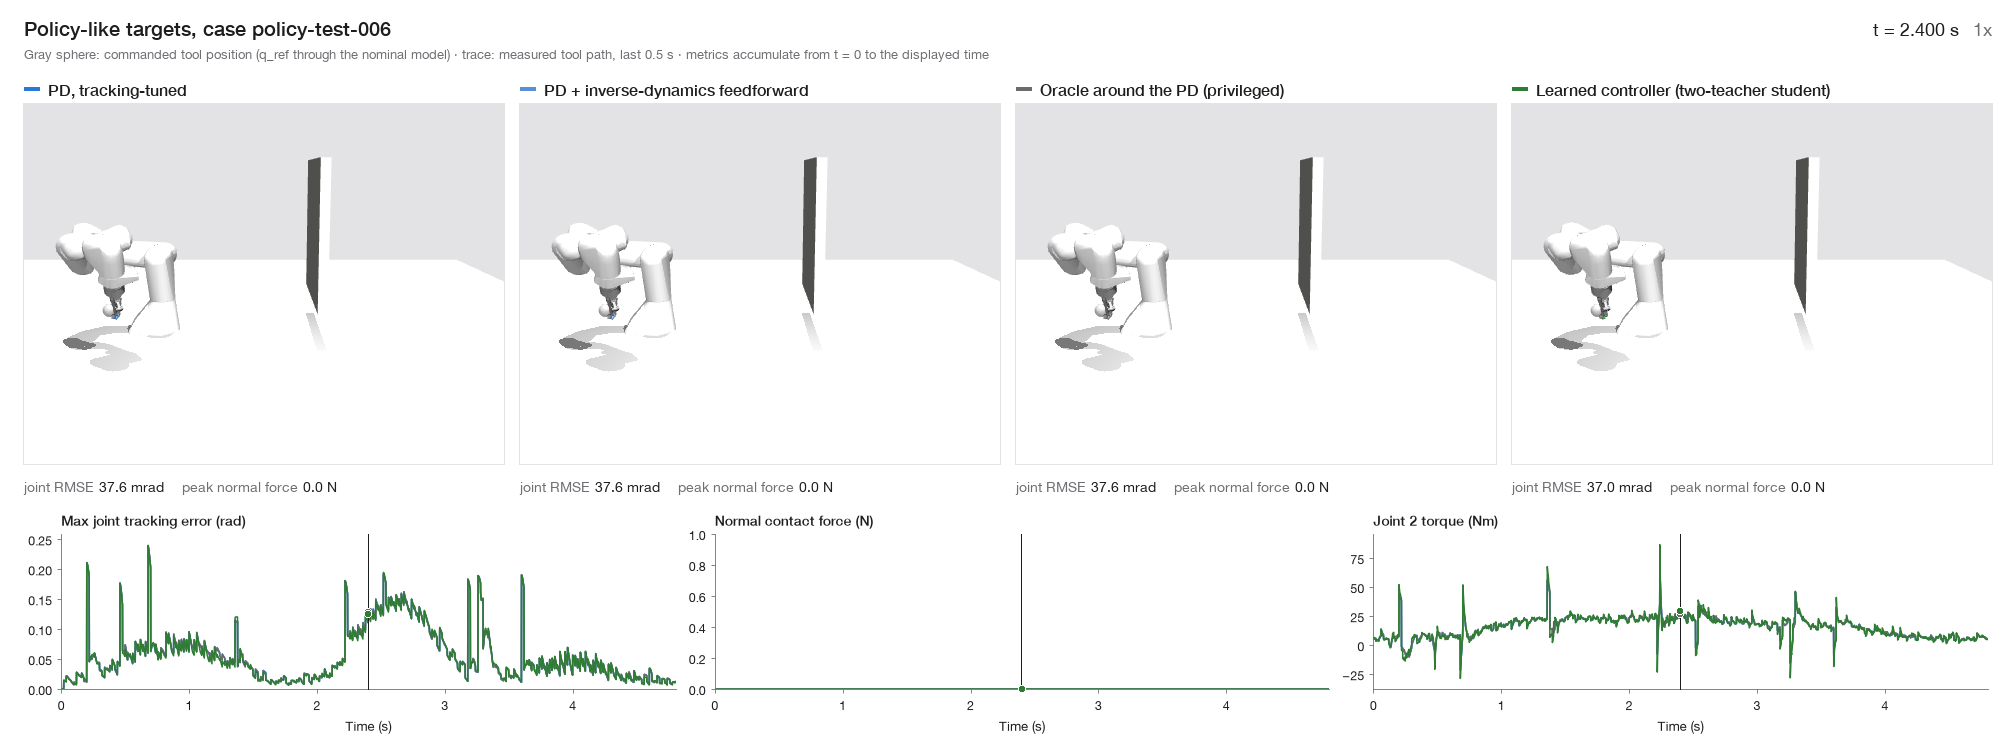 Policy-like targets, case policy-test-006
t = 2.400 s 1x
Gray sphere: commanded tool position (q_ref through the nominal model) · trace: measured tool path, last 0.5 s · metrics accumulate from t = 0 to the displayed time
PD, tracking-tuned
PD + inverse-dynamics feedforward
Oracle around the PD (privileged)
Learned controller (two-teacher student)
joint RMSE 37.6 mrad peak normal force 0.0 N
joint RMSE 37.6 mrad peak normal force 0.0 N
joint RMSE 37.6 mrad peak normal force 0.0 N
joint RMSE 37.0 mrad peak normal force 0.0 N
Max joint tracking error (rad)
0.25
0.20
0.15
0.10
0.05
0.00
0 1 2 3 4
Time (s)
Normal contact force (N)
1.0
0.8
0.6
0.4
0.2
0.0
0 1 2 3 4
Time (s)
Joint 2 torque (Nm)
75
50
25
0
−25
0 1 2 3 4
Time (s)